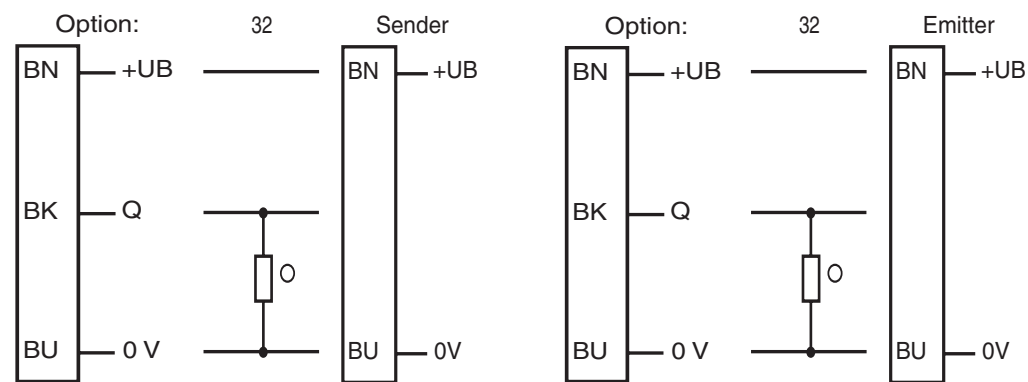 Option: 32 Sender
BN +UB BN +UB
BK Q
BU 0 V BU 0V
Option: 32 Emitter
BN +UB BN +UB
BK Q
BU 0 V BU 0V